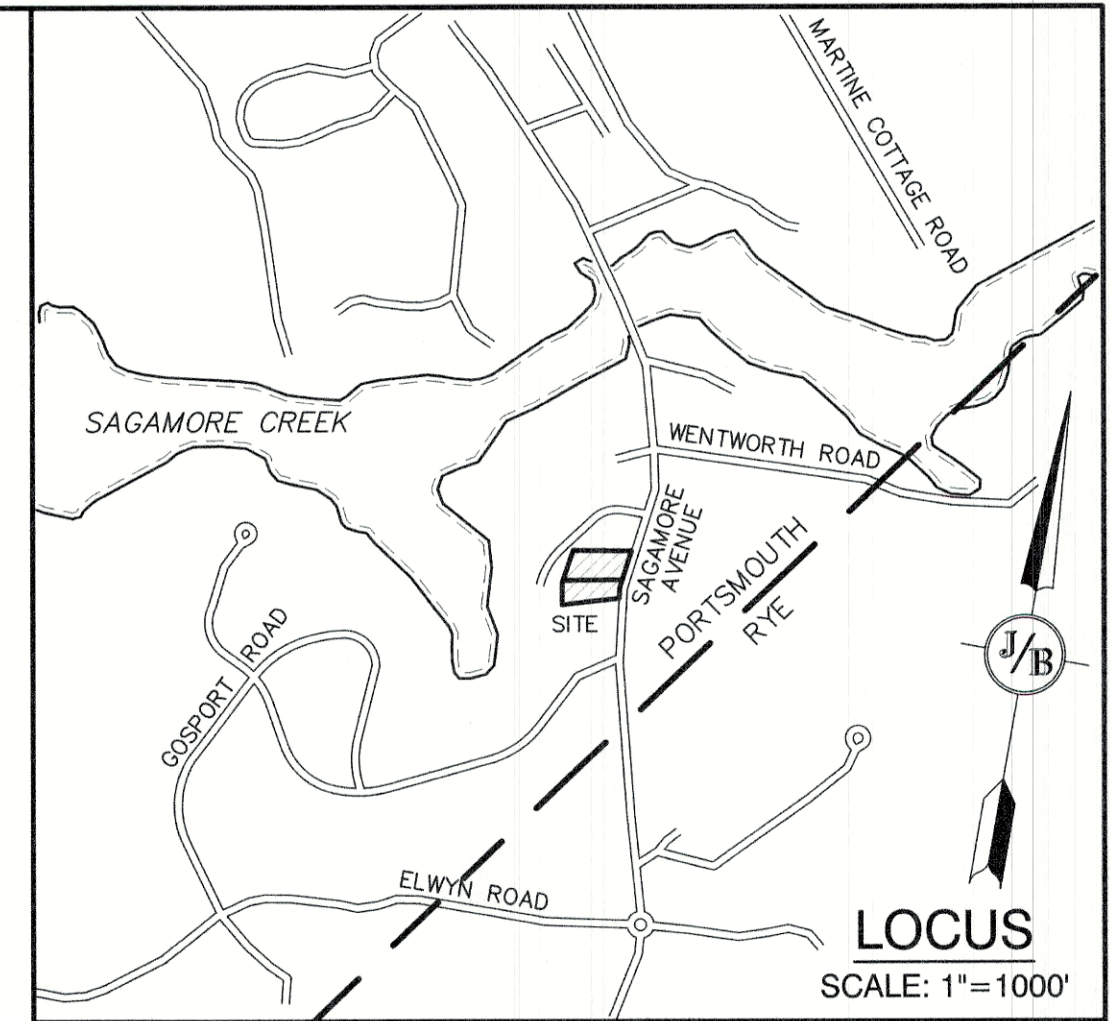 MARTINE COTTAGE ROAD
SAGAMORE CREEK
WENTWORTH ROAD
SAGAMORE
AVENUE
PORTSMOUTH
RYE
SITE
GOSPORT ROAD
J/B
ELWYN ROAD
LOCUS
SCALE: 1"=1000'